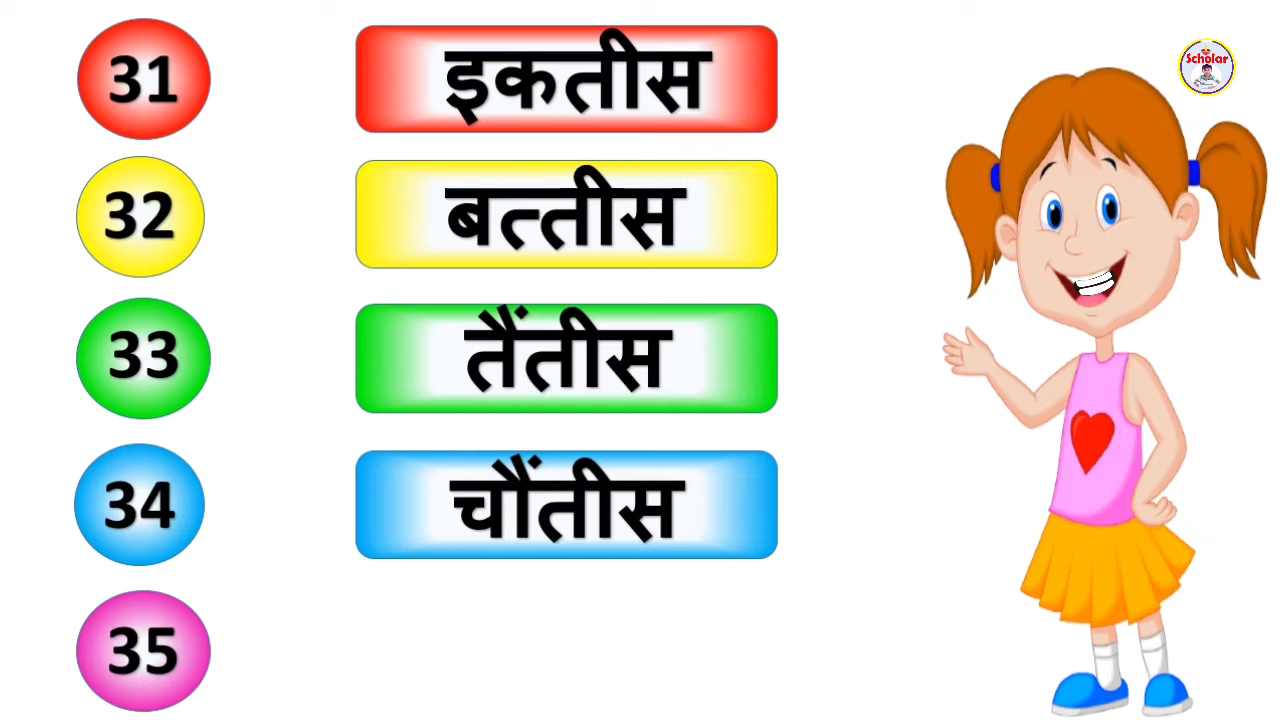 31 इकतीस
32 बत्तीस
33 तैंतीस
34 चौंतीस
35
Scholar